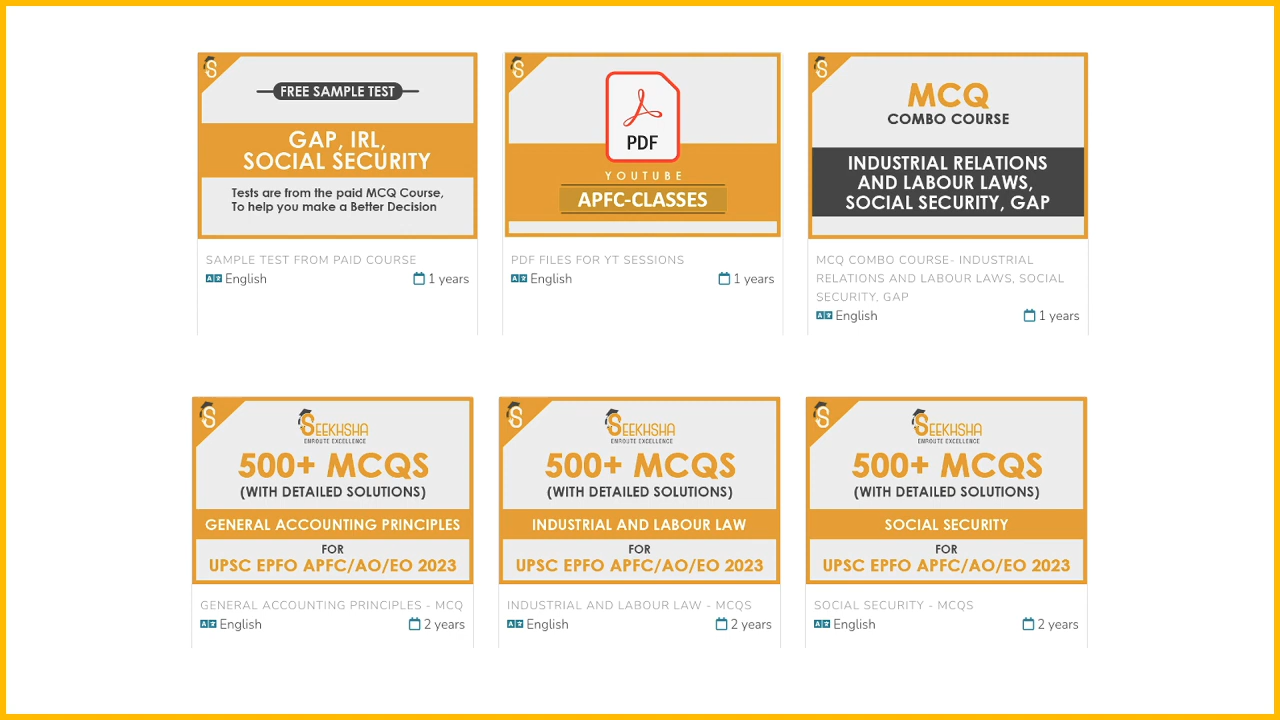 S
FREE SAMPLE TEST
GAP, IRL,
SOCIAL SECURITY
Tests are from the paid MCQ Course,
To help you make a Better Decision
SAMPLE TEST FROM PAID COURSE
English
1 years
S
PDF
YOUTUBE
APFC-CLASSES
PDF FILES FOR YT SESSIONS
English
1 years
S
MCQ
COMBO COURSE
INDUSTRIAL RELATIONS
AND LABOUR LAWS,
SOCIAL SECURITY, GAP
MCQ COMBO COURSE- INDUSTRIAL
RELATIONS AND LABOUR LAWS, SOCIAL
SECURITY, GAP
English
1 years
S
SEEKHSHA
ENROUTE EXCELLENCE
500+ MCQS
(WITH DETAILED SOLUTIONS)
GENERAL ACCOUNTING PRINCIPLES
FOR
UPSC EPFO APFC/AO/EO 2023
GENERAL ACCOUNTING PRINCIPLES - MCQ
English
2 years
S
SEEKHSHA
ENROUTE EXCELLENCE
500+ MCQS
(WITH DETAILED SOLUTIONS)
INDUSTRIAL AND LABOUR LAW
FOR
UPSC EPFO APFC/AO/EO 2023
INDUSTRIAL AND LABOUR LAW - MCQS
English
2 years
S
SEEKHSHA
ENROUTE EXCELLENCE
500+ MCQS
(WITH DETAILED SOLUTIONS)
SOCIAL SECURITY
FOR
UPSC EPFO APFC/AO/EO 2023
SOCIAL SECURITY - MCQS
English
2 years